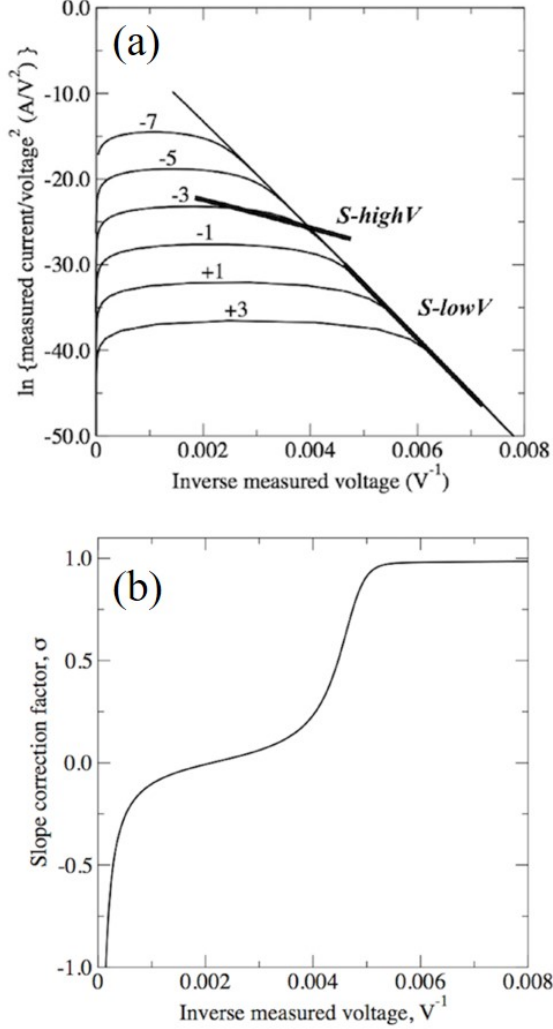 (a)
0.0
-10.0
-20.0
-30.0
-40.0
-50.0
ln {measured current/voltage² (A/V²) }
-7
-5
-3
-1
+1
+3
S-highV
S-lowV
0 0.002 0.004 0.006 0.008
Inverse measured voltage (V⁻¹)
(b)
1.0
0.5
0.0
-0.5
-1.0
Slope correction factor, σ
0 0.002 0.004 0.006 0.008
Inverse measured voltage, V⁻¹